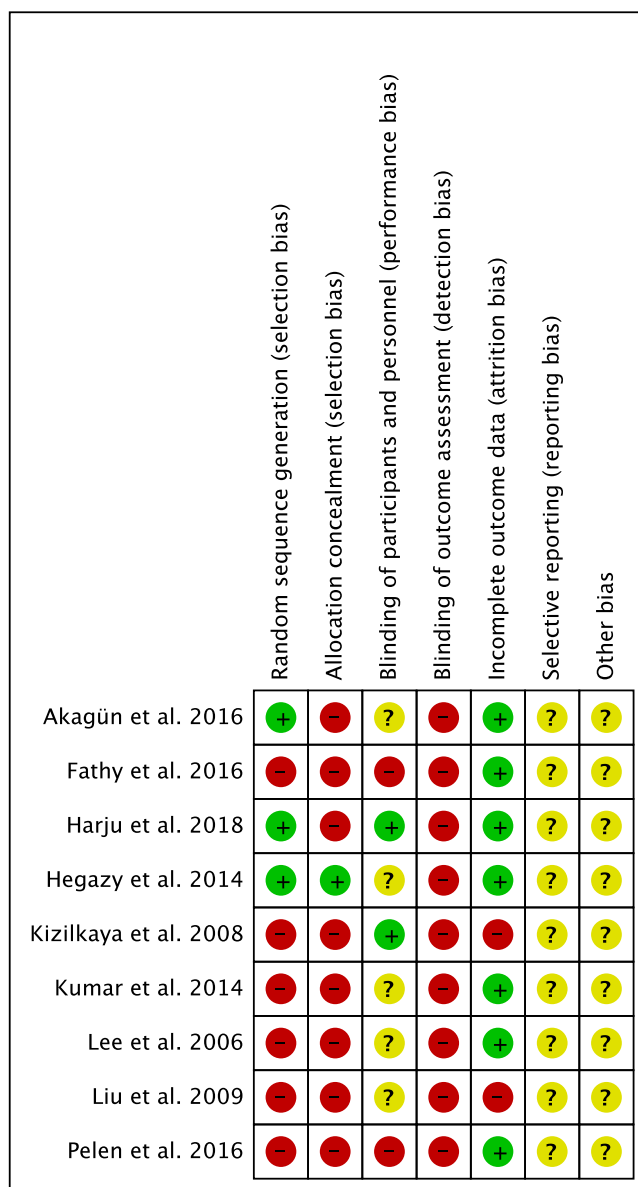 Random sequence generation (selection bias)
Allocation concealment (selection bias)
Blinding of participants and personnel (performance bias)
Blinding of outcome assessment (detection bias)
Incomplete outcome data (attrition bias)
Selective reporting (reporting bias)
Other bias
Akagün et al. 2016 + – ? – + ? ?
Fathy et al. 2016 – – – – + ? ?
Harju et al. 2018 + – + – + ? ?
Hegazy et al. 2014 + + ? – + ? ?
Kizilkaya et al. 2008 – – + – – ? ?
Kumar et al. 2014 – – ? – + ? ?
Lee et al. 2006 – – ? – + ? ?
Liu et al. 2009 – – ? – – ? ?
Pelen et al. 2016 – – – – + ? ?